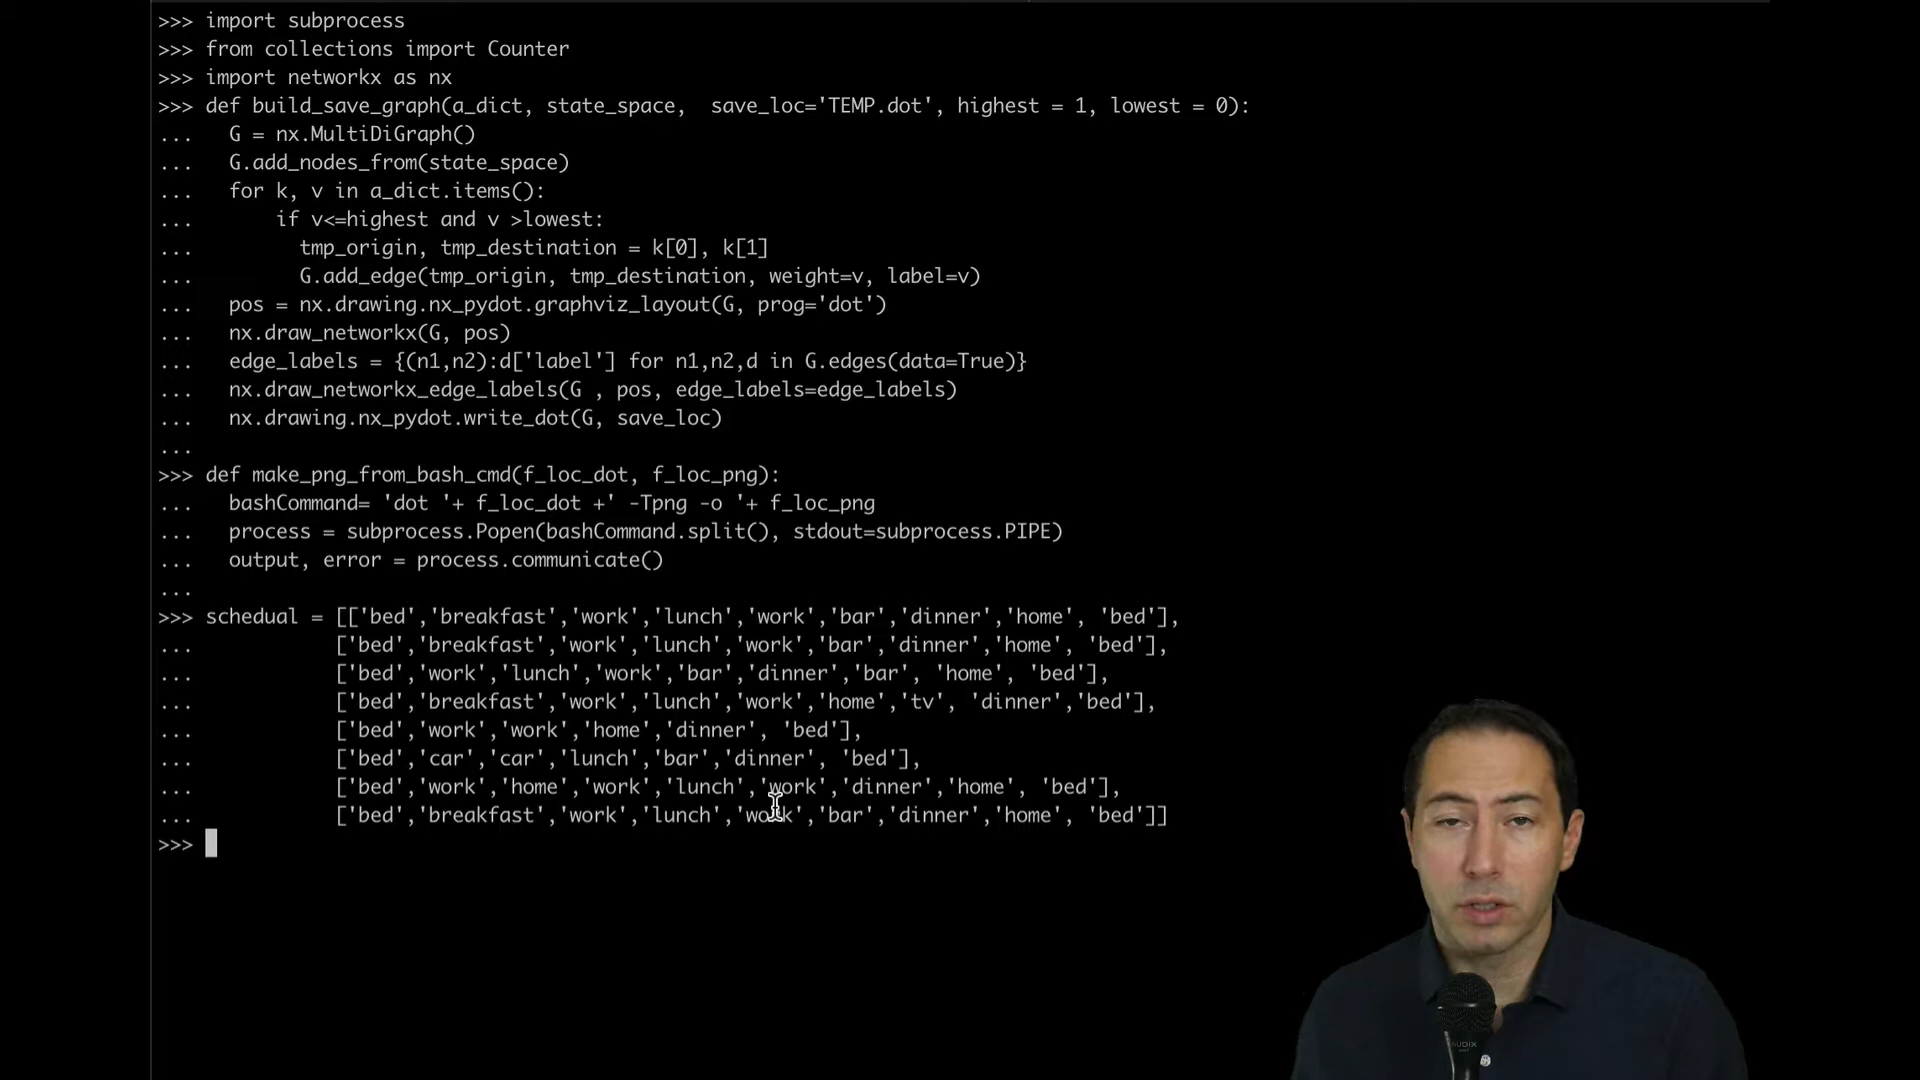 >>> import subprocess
>>> from collections import Counter
>>> import networkx as nx
>>> def build_save_graph(a_dict, state_space,  save_loc='TEMP.dot', highest = 1, lowest = 0):
...   G = nx.MultiDiGraph()
...   G.add_nodes_from(state_space)
...   for k, v in a_dict.items():
...       if v<=highest and v >lowest:
...         tmp_origin, tmp_destination = k[0], k[1]
...         G.add_edge(tmp_origin, tmp_destination, weight=v, label=v)
...   pos = nx.drawing.nx_pydot.graphviz_layout(G, prog='dot')
...   nx.draw_networkx(G, pos)
...   edge_labels = {(n1,n2):d['label'] for n1,n2,d in G.edges(data=True)}
...   nx.draw_networkx_edge_labels(G , pos, edge_labels=edge_labels)
...   nx.drawing.nx_pydot.write_dot(G, save_loc)
...
>>> def make_png_from_bash_cmd(f_loc_dot, f_loc_png):
...   bashCommand= 'dot '+ f_loc_dot +' -Tpng -o '+ f_loc_png
...   process = subprocess.Popen(bashCommand.split(), stdout=subprocess.PIPE)
...   output, error = process.communicate()
...
>>> schedual = [['bed','breakfast','work','lunch','work','bar','dinner','home', 'bed'],
...            ['bed','breakfast','work','lunch','work','bar','dinner','home', 'bed'],
...            ['bed','work','lunch','work','bar','dinner','bar', 'home', 'bed'],
...            ['bed','breakfast','work','lunch','work','home','tv', 'dinner','bed'],
...            ['bed','work','work','home','dinner', 'bed'],
...            ['bed','car','car','lunch','bar','dinner', 'bed'],
...            ['bed','work','home','work','lunch','work','dinner','home', 'bed'],
...            ['bed','breakfast','work','lunch','work','bar','dinner','home', 'bed']]
>>>
AUDIX